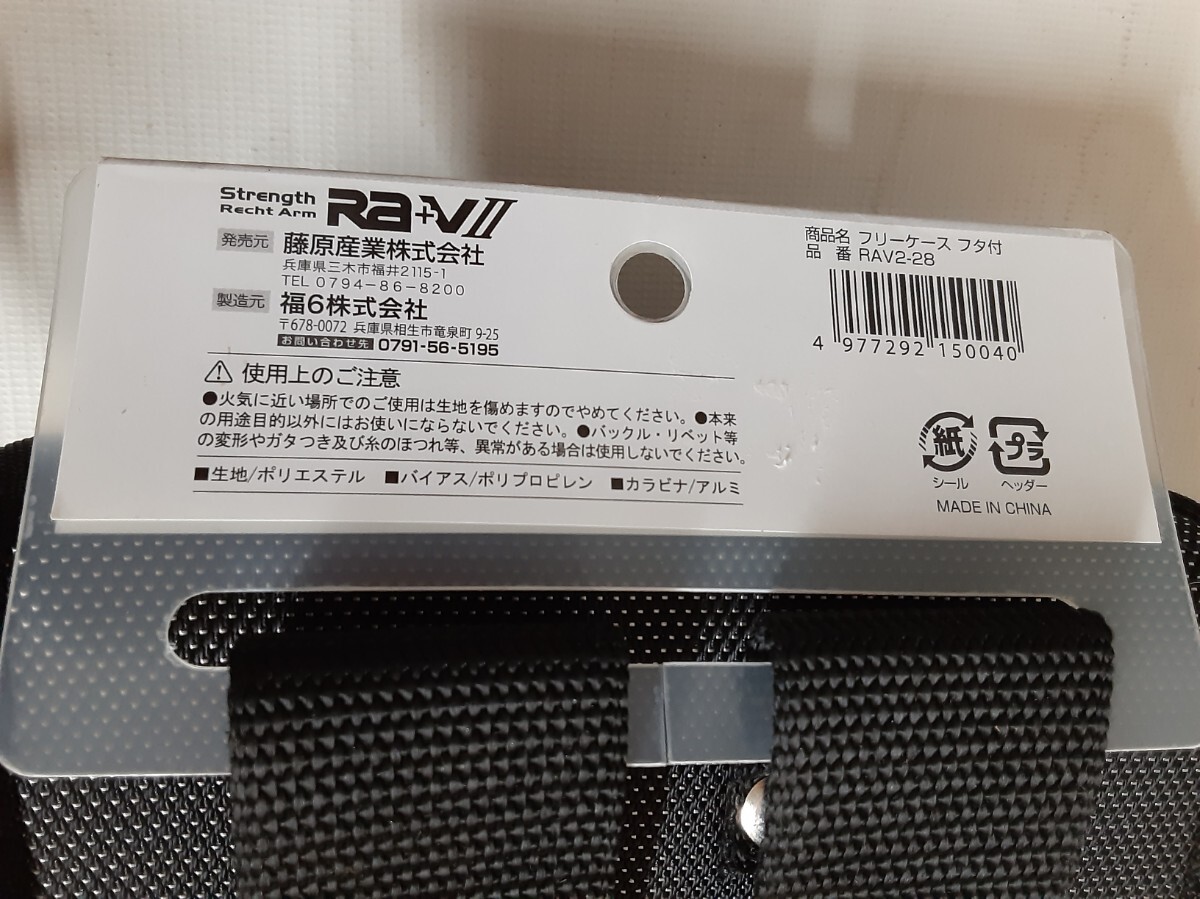 Strength
Recht Arm
Ra+VII
発売元 藤原産業株式会社
兵庫県三木市福井2115-1
TEL 0794-86-8200
製造元 福6株式会社
〒678-0072 兵庫県相生市竜泉町 9-25
お問い合わせ先 0791-56-5195
使用上のご注意
●火気に近い場所でのご使用は生地を傷めますのでやめてください。●本来
の用途目的以外にはお使いにならないでください。●バックル・リベット等
の変形やガタつき及び糸のほつれ等、異常がある場合は使用しないでください。
■生地/ポリエステル ■バイアス/ポリプロピレン ■カラビナ/アルミ
商品名 フリーケース フタ付
品 番 RAV2-28
4 977292 150040
紙 プラ
シール ヘッダー
MADE IN CHINA